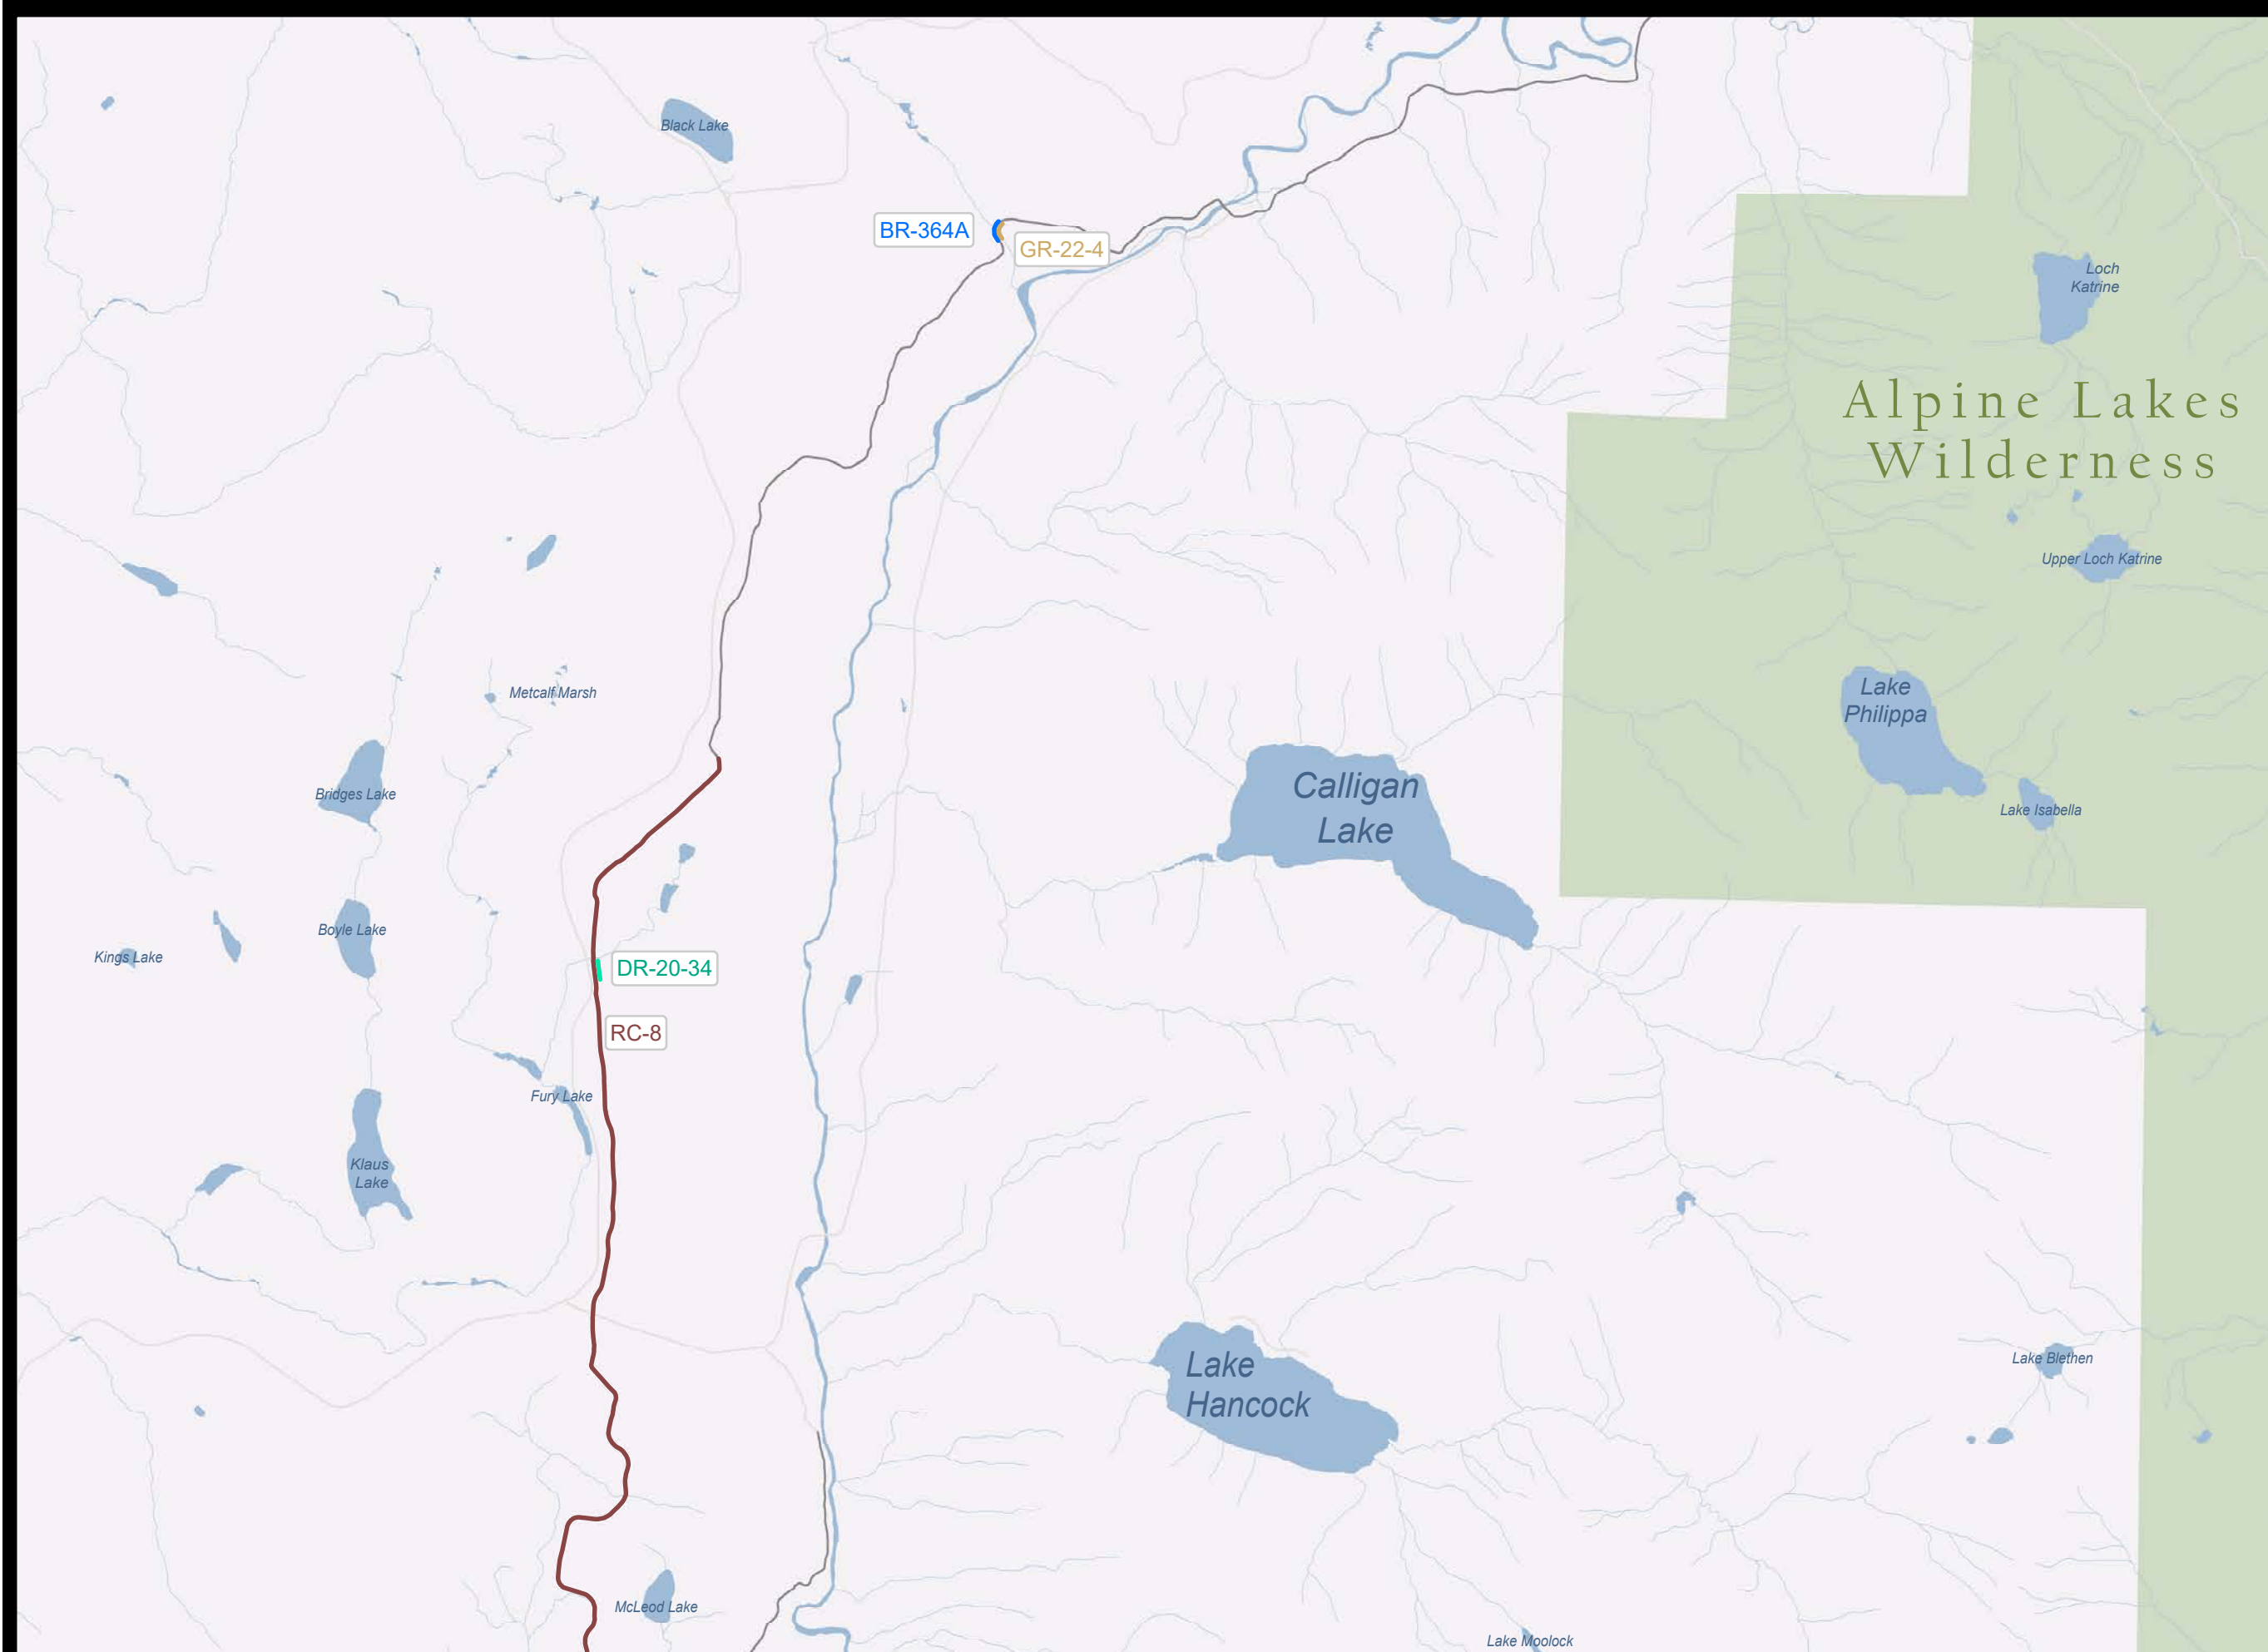 Black Lake
BR-364A
GR-22-4
Loch
Katrine
Alpine Lakes
Wilderness
Upper Loch Katrine
Metcalf Marsh
Lake
Philippa
Bridges Lake
Calligan
Lake
Lake Isabella
Boyle Lake
Kings Lake
DR-20-34
RC-8
Fury Lake
Klaus
Lake
Lake
Hancock
Lake Blethen
McLeod Lake
Lake Moolock